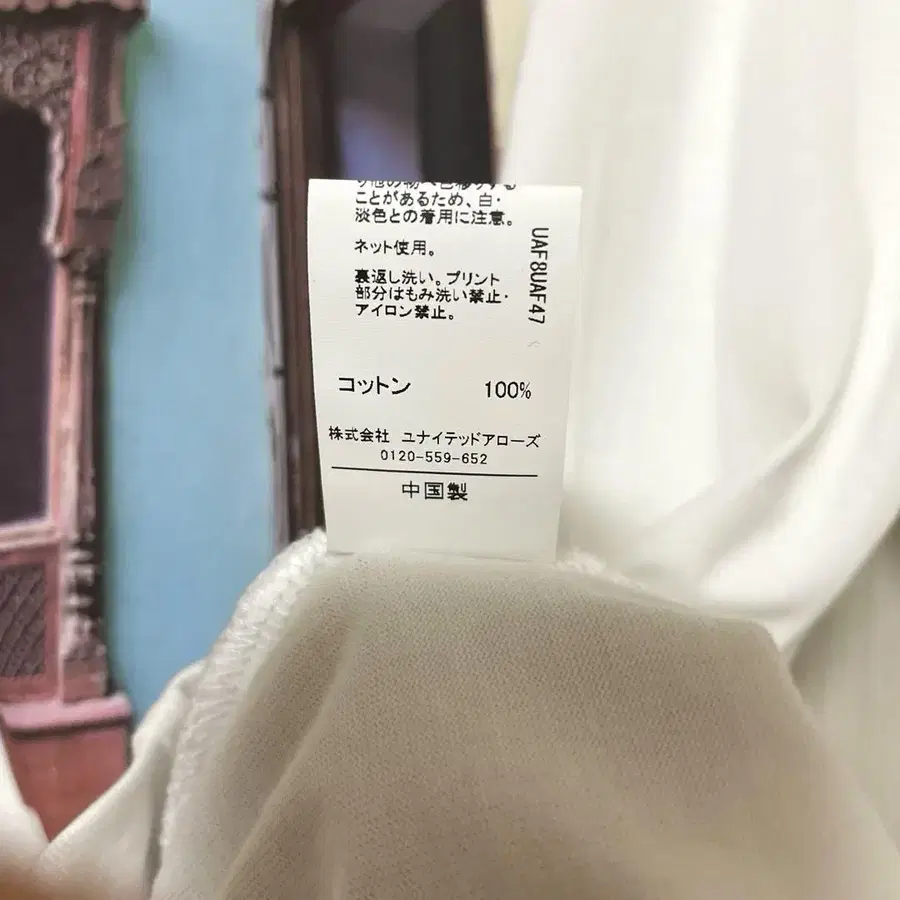 ことがあるため、白・
淡色との着用に注意。
ネット使用。
裏返し洗い。プリント
部分はもみ洗い禁止・
アイロン禁止。
UAF8UAF47
コットン 100%
株式会社 ユナイテッドアローズ
0120-559-652
中国製